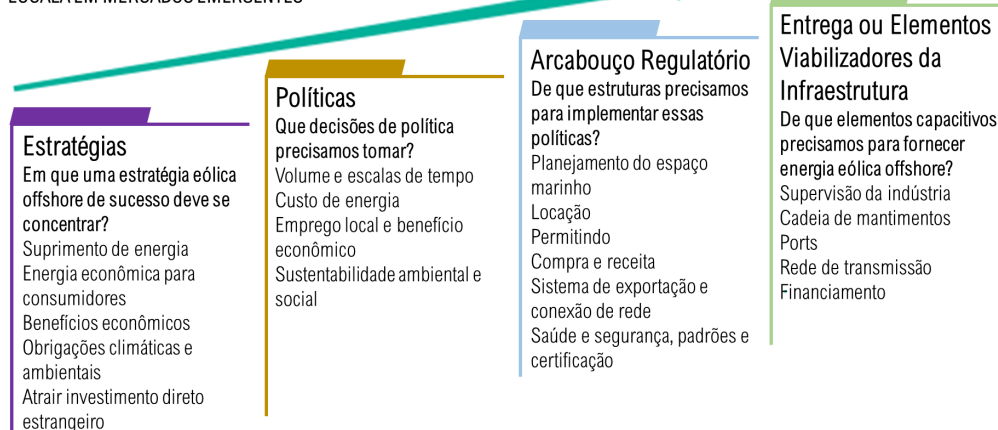 Estratégias
Em que uma estratégia eólica
offshore de sucesso deve se
concentrar?
Suprimento de energia
Energia econômica para
consumidores
Benefícios econômicos
Obrigações climáticas e
ambientais
Atrair investimento direto
estrangeiro
Políticas
Que decisões de política
precisamos tomar?
Volume e escalas de tempo
Custo de energia
Emprego local e benefício
econômico
Sustentabilidade ambiental e
social
Arcabouço Regulatório
De que estruturas precisamos
para implementar essas
políticas?
Planejamento do espaço
marinho
Locação
Permitindo
Compra e receita
Sistema de exportação e
conexão de rede
Saúde e segurança, padrões e
certificação
Entrega ou Elementos
Viabilizadores da
Infraestrutura
De que elementos capacitivos
precisamos para fornecer
energia eólica offshore?
Supervisão da indústria
Cadeia de mantimentos
Ports
Rede de transmissão
Financiamento